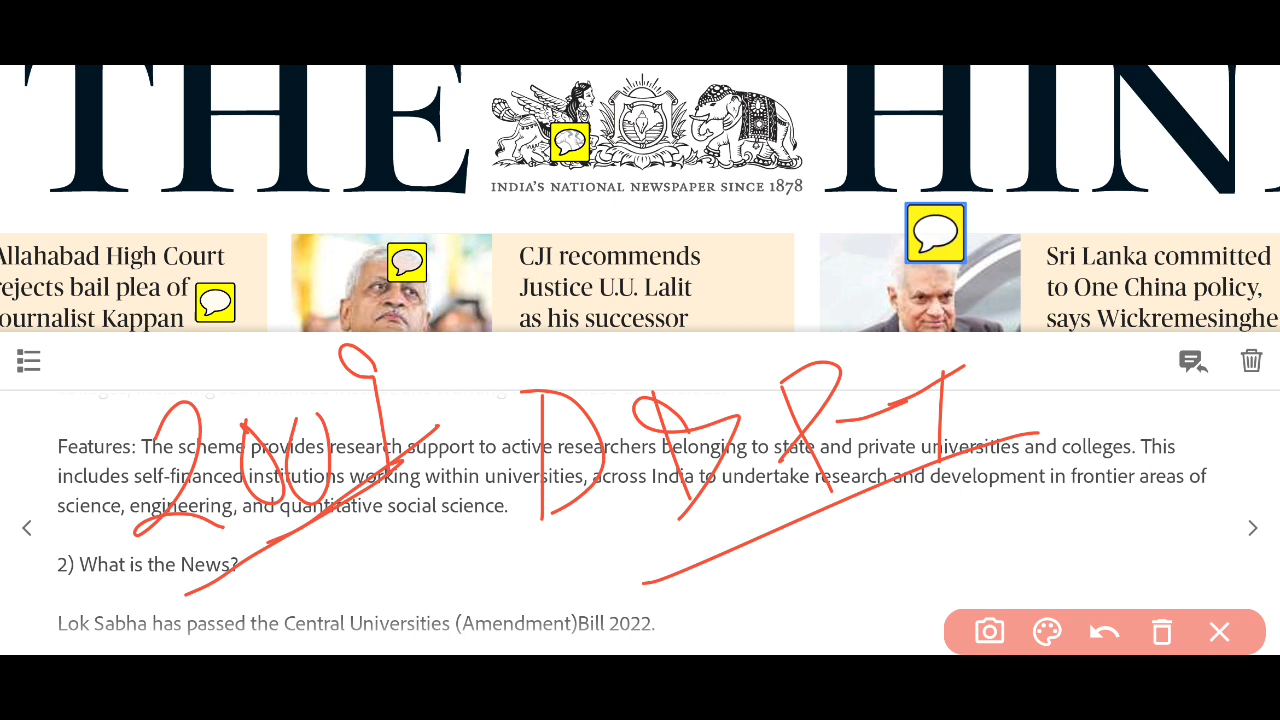 THE HIN
INDIA'S NATIONAL NEWSPAPER SINCE 1878
Allahabad High Court
rejects bail plea of
journalist Kappan
CJI recommends
Justice U.U. Lalit
as his successor
Sri Lanka committed
to One China policy,
says Wickremesinghe
2009 D R-1
Features: The scheme provides research support to active researchers belonging to state and private universities and colleges. This
includes self-financed institutions working within universities, across India to undertake research and development in frontier areas of
science, engineering, and quantitative social science.
2) What is the News?
Lok Sabha has passed the Central Universities (Amendment)Bill 2022.